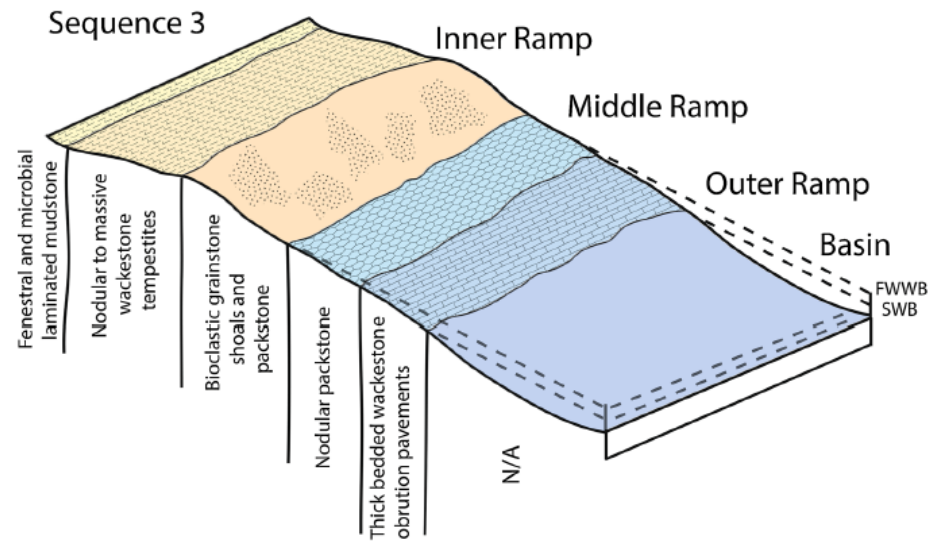 Sequence 3
Inner Ramp
Middle Ramp
Outer Ramp
Basin
FWWB
SWB
Fenestral and microbial
laminated mudstone
Nodular to massive
wackestone
tempestites
Bioclastic grainstone
shoals and
packstone
Nodular packstone
Thick bedded wackestone
obrution pavements
N/A